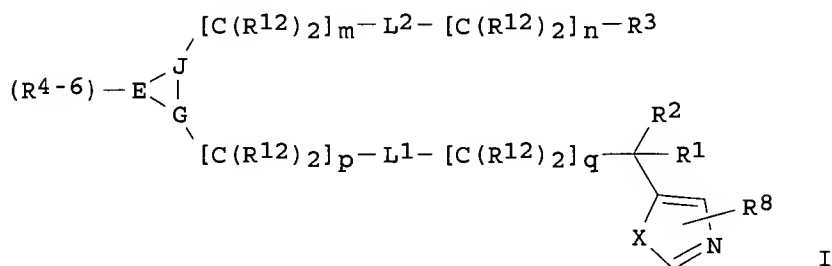 [C(R12)2]m—L2—[C(R12)2]n—R3
J
(R4-6)—E
G
R2
[C(R12)2]p—L1—[C(R12)2]q
R1
R8
X
N
I